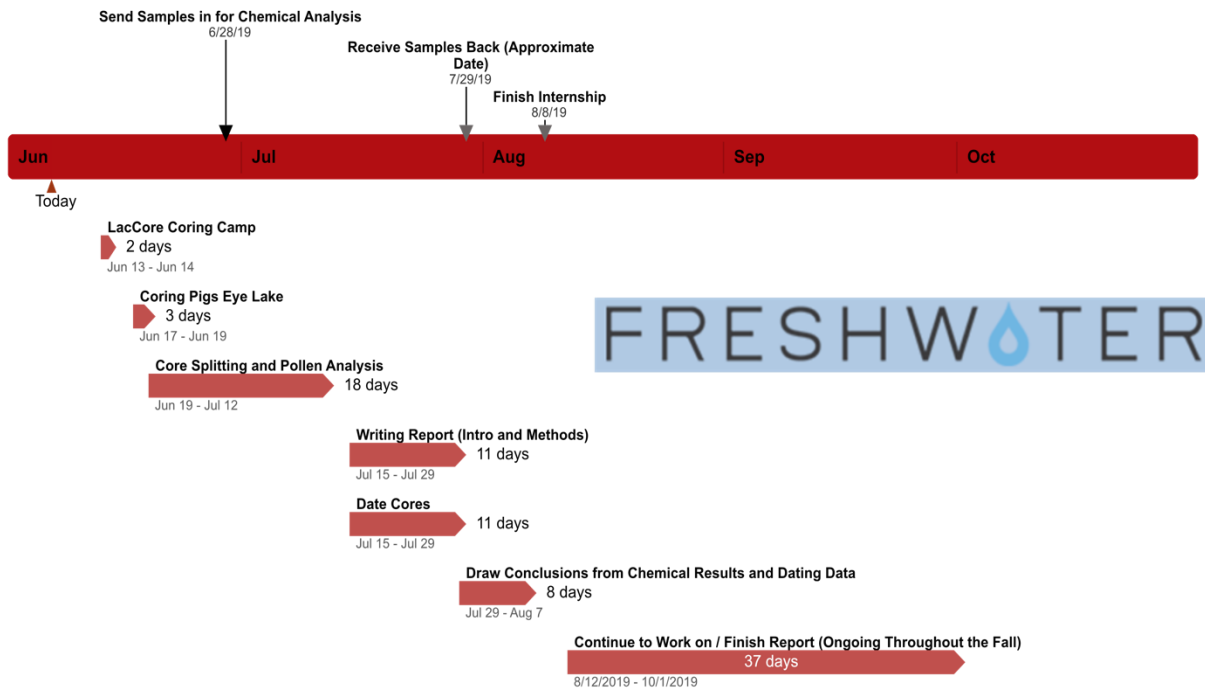 Send Samples in for Chemical Analysis
6/28/19
Receive Samples Back (Approximate
Date)
7/29/19
Finish Internship
8/8/19
Jun
Jul
Aug
Sep
Oct
Today
LacCore Coring Camp
2 days
Jun 13 - Jun 14
Coring Pigs Eye Lake
3 days
Jun 17 - Jun 19
FRESHWATER
Core Splitting and Pollen Analysis
18 days
Jun 19 - Jul 12
Writing Report (Intro and Methods)
11 days
Jul 15 - Jul 29
Date Cores
11 days
Jul 15 - Jul 29
Draw Conclusions from Chemical Results and Dating Data
8 days
Jul 29 - Aug 7
Continue to Work on / Finish Report (Ongoing Throughout the Fall)
37 days
8/12/2019 - 10/1/2019